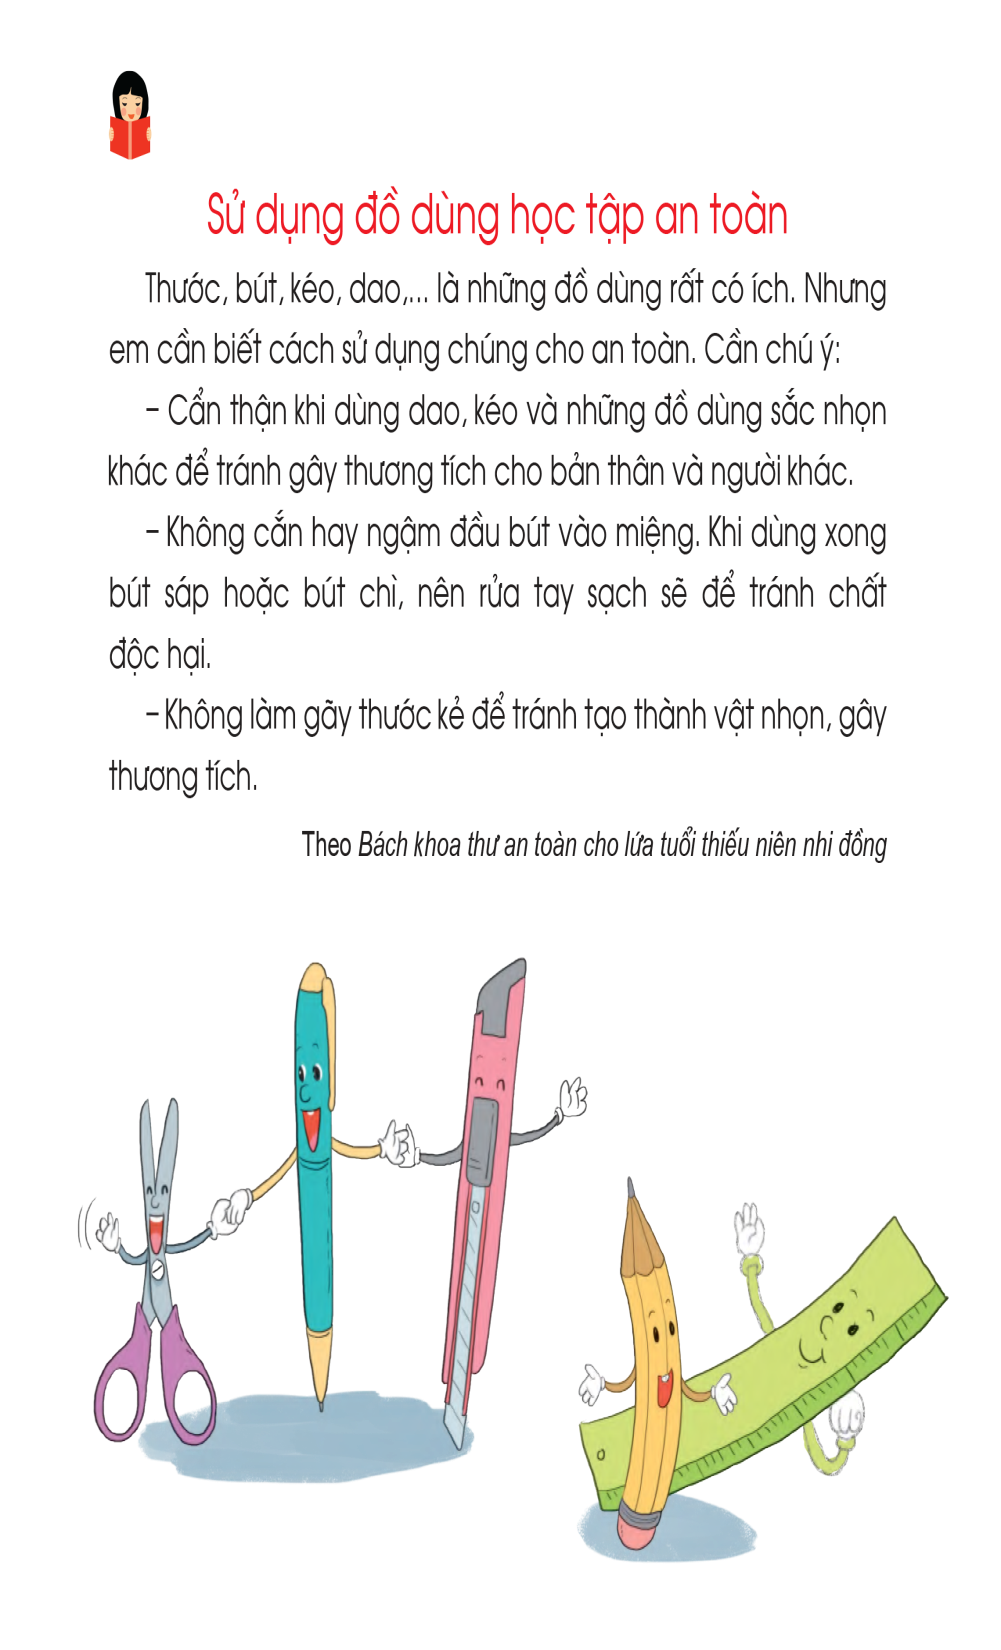 Sử dụng đồ dùng học tập an toàn
Thước, bút, kéo, dao,... là những đồ dùng rất có ích. Nhưng
em cần biết cách sử dụng chúng cho an toàn. Cần chú ý:
– Cẩn thận khi dùng dao, kéo và những đồ dùng sắc nhọn
khác để tránh gây thương tích cho bản thân và người khác.
– Không cắn hay ngậm đầu bút vào miệng. Khi dùng xong
bút sáp hoặc bút chì, nên rửa tay sạch sẽ để tránh chất
độc hại.
– Không làm gãy thước kẻ để tránh tạo thành vật nhọn, gây
thương tích.
Theo Bách khoa thư an toàn cho lứa tuổi thiếu niên nhi đồng